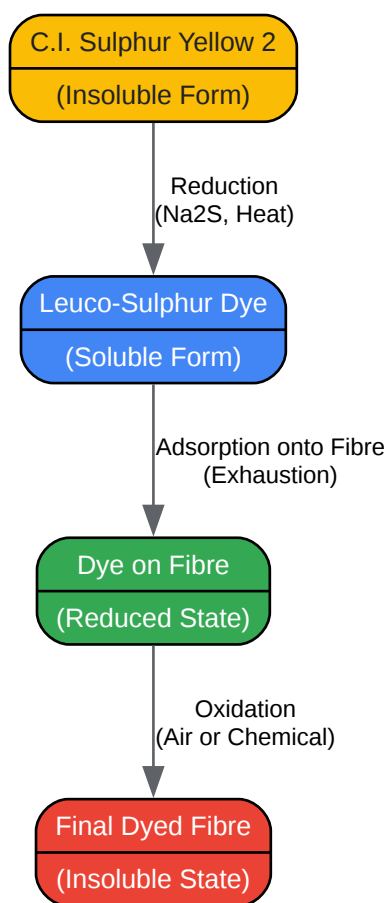 C.I. Sulphur Yellow 2
(Insoluble Form)
Reduction
(Na2S, Heat)
Leuco-Sulphur Dye
(Soluble Form)
Adsorption onto Fibre
(Exhaustion)
Dye on Fibre
(Reduced State)
Oxidation
(Air or Chemical)
Final Dyed Fibre
(Insoluble State)